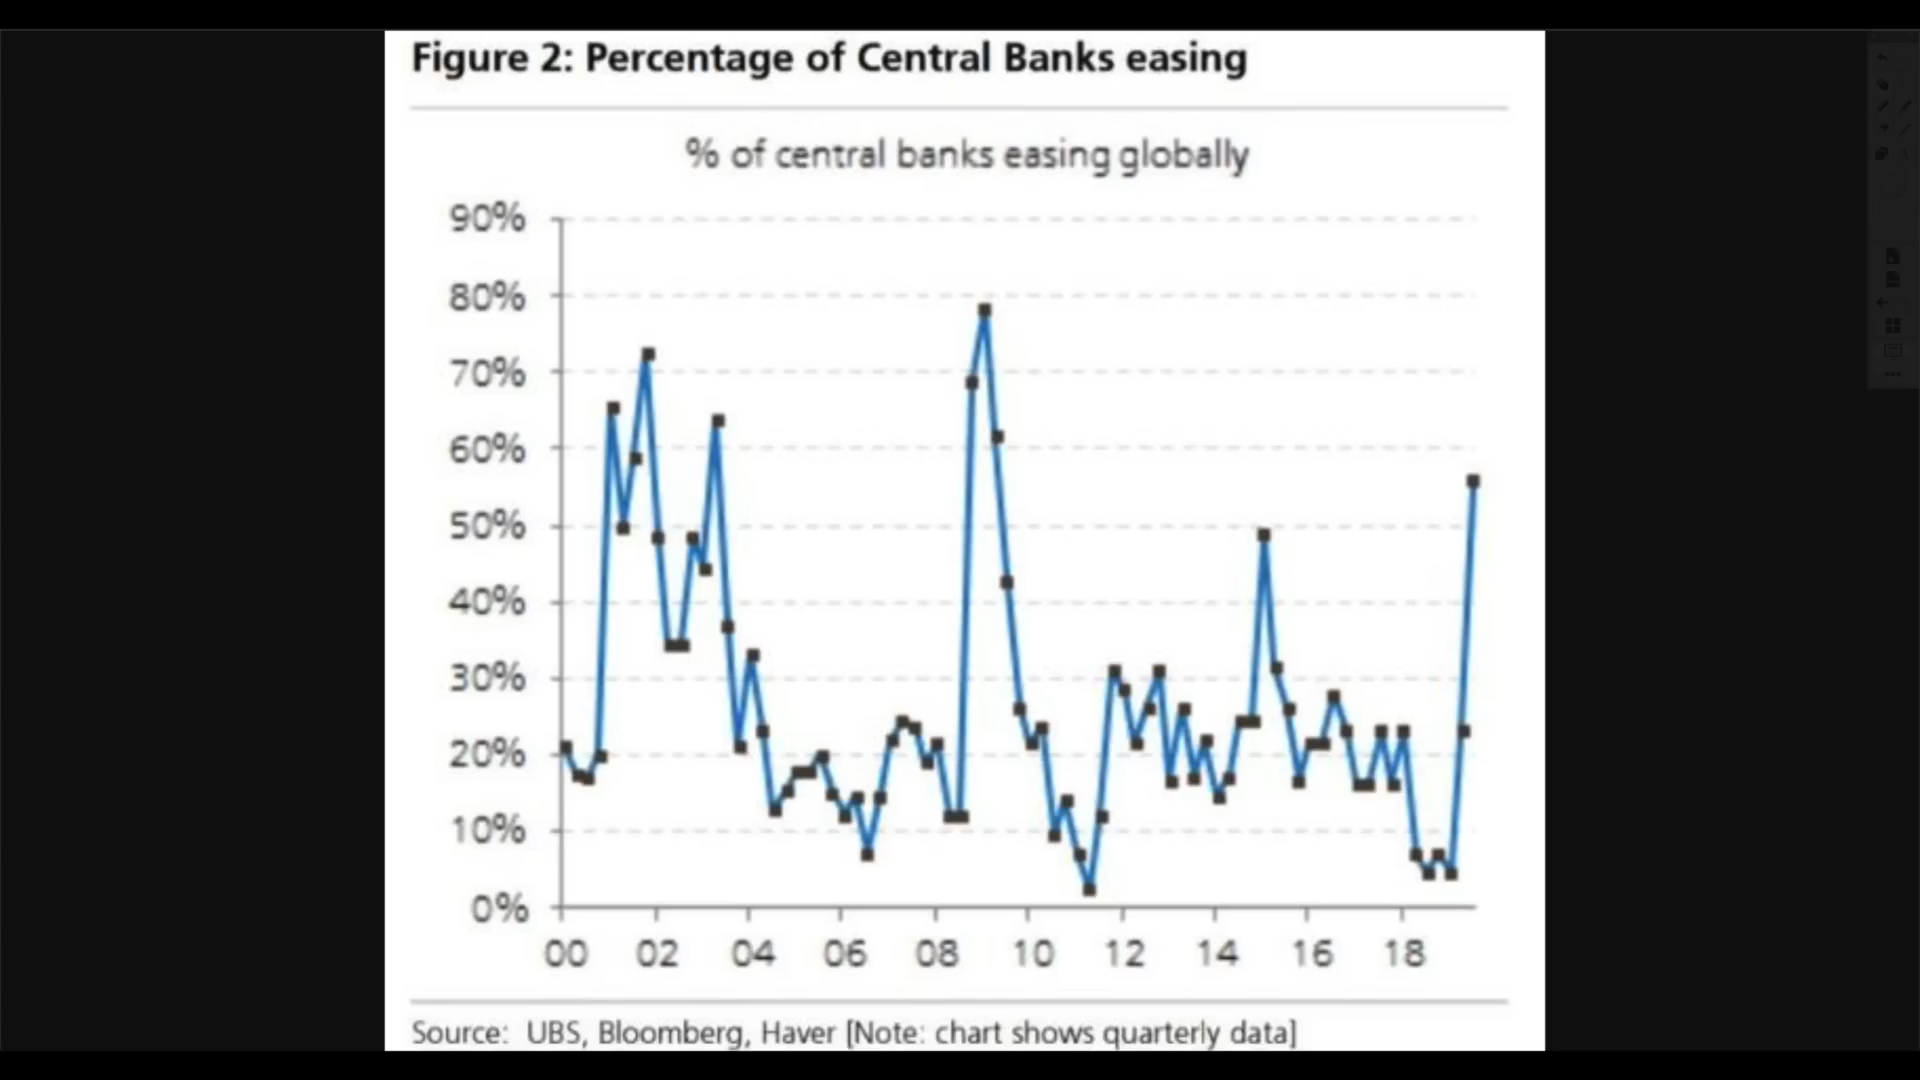 Figure 2: Percentage of Central Banks easing
% of central banks easing globally
90%
80%
70%
60%
50%
40%
30%
20%
10%
0%
00 02 04 06 08 10 12 14 16 18
Source: UBS, Bloomberg, Haver [Note: chart shows quarterly data]